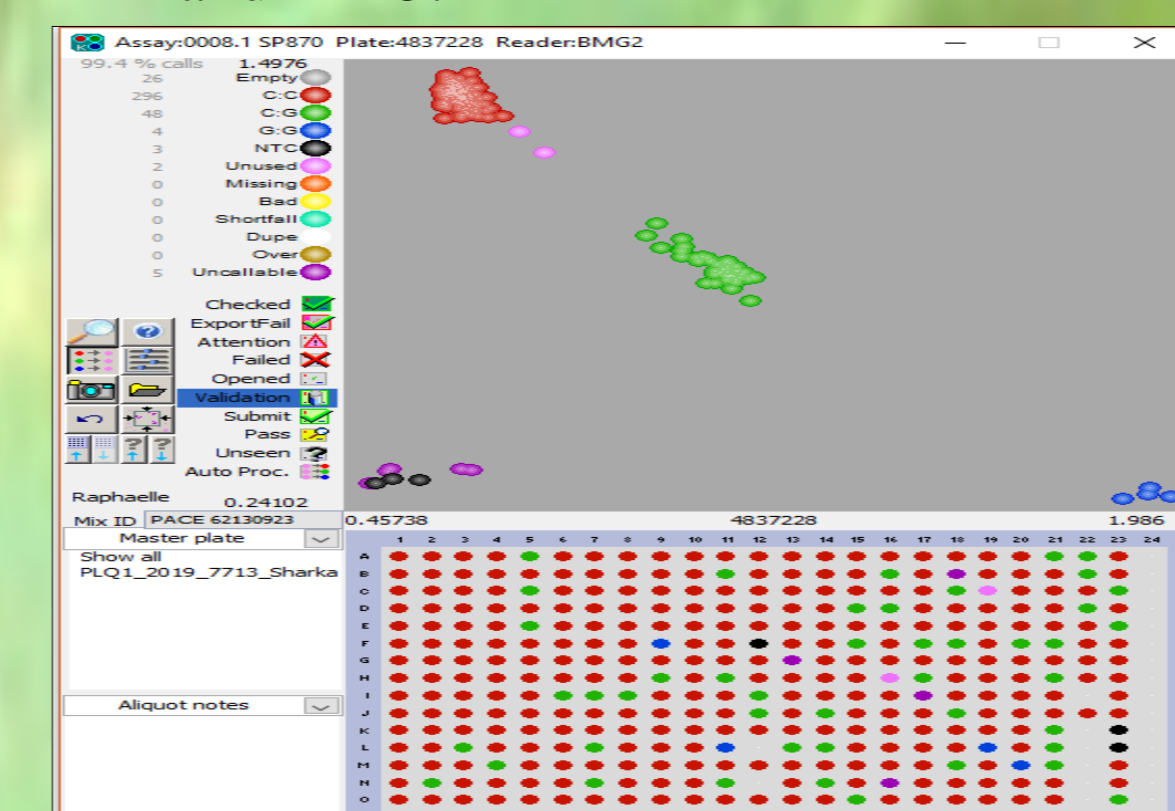 Assay:0008.1 SP870 Plate:4837228 Reader:BMG2
99.4 % calls 1.4976
26 Empty
296 C:C
48 C:G
4 G:G
3 NTC
2 Unused
0 Missing
0 Bad
0 Shortfall
0 Dupe
0 Over
5 Uncallable
Checked
ExportFail
Attention
Failed
Opened
Validation
Submit
Pass
Unseen
Auto Proc.
Raphaelle 0.24102
Mix ID PACE 62130923 0.45738 4837228 1.986
Master plate
Show all
PLQ1_2019_7713_Sharka
Aliquot notes
1 2 3 4 5 6 7 8 9 10 11 12 13 14 15 16 17 18 19 20 21 22 23 24
A
B
C
D
E
F
G
H
I
J
K
L
M
N
O